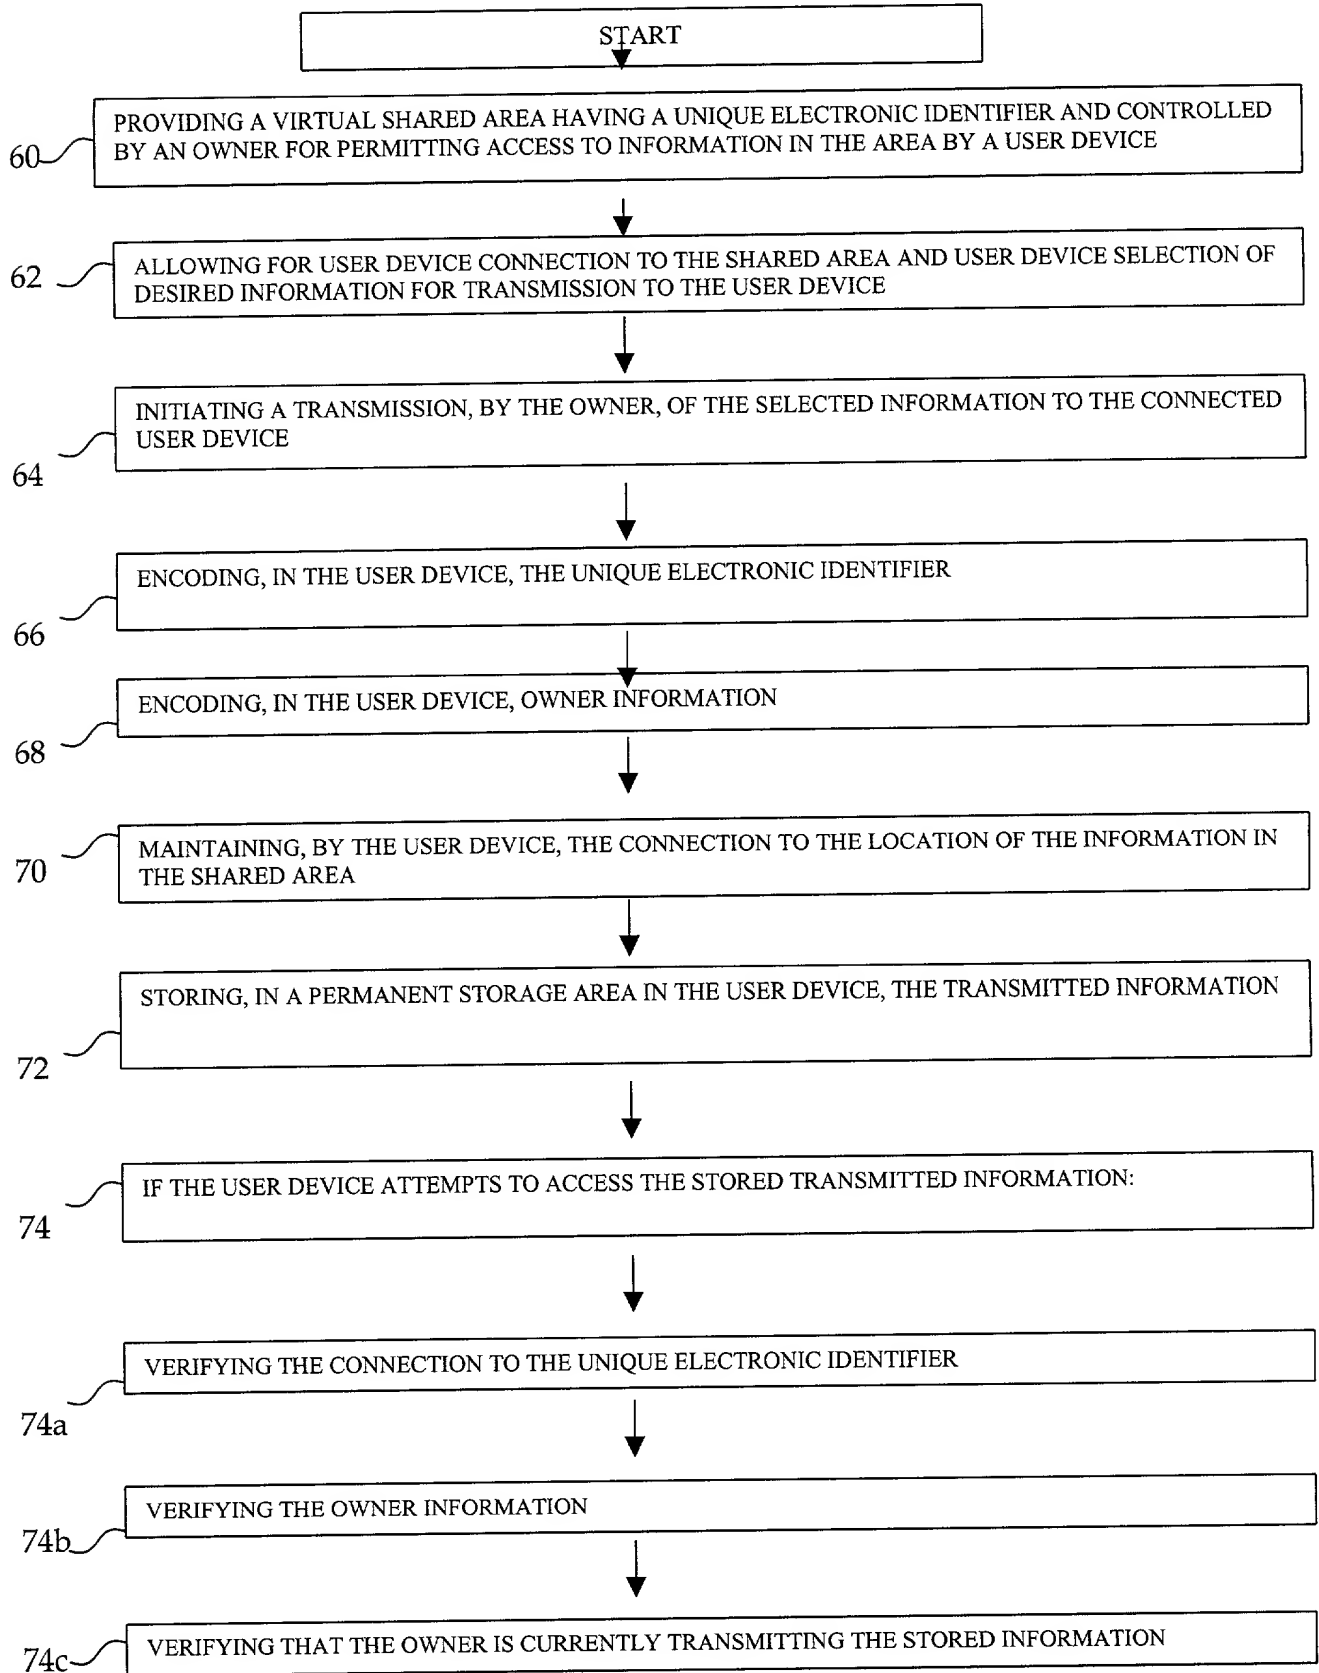 START
PROVIDING A VIRTUAL SHARED AREA HAVING A UNIQUE ELECTRONIC IDENTIFIER AND CONTROLLED
BY AN OWNER FOR PERMITTING ACCESS TO INFORMATION IN THE AREA BY A USER DEVICE
60
ALLOWING FOR USER DEVICE CONNECTION TO THE SHARED AREA AND USER DEVICE SELECTION OF
DESIRED INFORMATION FOR TRANSMISSION TO THE USER DEVICE
62
INITIATING A TRANSMISSION, BY THE OWNER, OF THE SELECTED INFORMATION TO THE CONNECTED
USER DEVICE
64
ENCODING, IN THE USER DEVICE, THE UNIQUE ELECTRONIC IDENTIFIER
66
ENCODING, IN THE USER DEVICE, OWNER INFORMATION
68
MAINTAINING, BY THE USER DEVICE, THE CONNECTION TO THE LOCATION OF THE INFORMATION IN
THE SHARED AREA
70
STORING, IN A PERMANENT STORAGE AREA IN THE USER DEVICE, THE TRANSMITTED INFORMATION
72
IF THE USER DEVICE ATTEMPTS TO ACCESS THE STORED TRANSMITTED INFORMATION:
74
VERIFYING THE CONNECTION TO THE UNIQUE ELECTRONIC IDENTIFIER
74a
VERIFYING THE OWNER INFORMATION
74b
VERIFYING THAT THE OWNER IS CURRENTLY TRANSMITTING THE STORED INFORMATION
74c